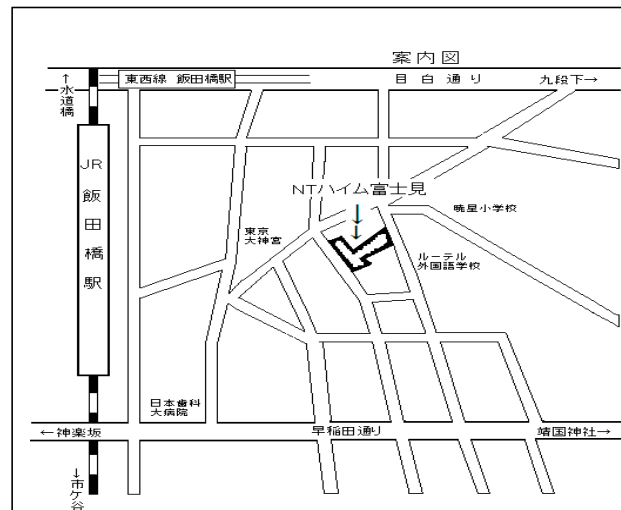 案内図
東西線 飯田橋駅
目白通り
九段下→
↑水道橋
JR飯田橋駅
NTハイム富士見
暁星小学校
東京
大神宮
ルーテル
外国語学校
日本歯科
大病院
←神楽坂
早稲田通り
靖国神社→
↓市ケ谷